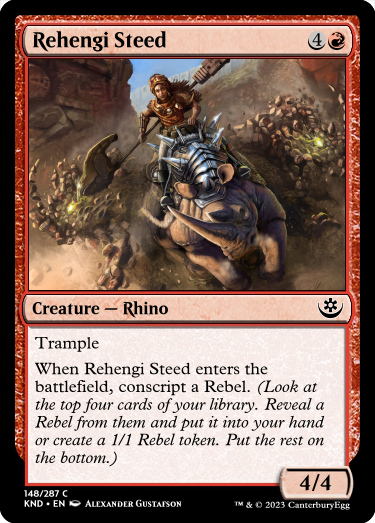 Rehengi Steed 4
Creature — Rhino
Trample
When Rehengi Steed enters the
battlefield, conscript a Rebel. (Look at
the top four cards of your library. Reveal a
Rebel from them and put it into your hand
or create a 1/1 Rebel token. Put the rest on
the bottom.)
4/4
148/287 C
KND • EN Alexander Gustafson
™ & © 2023 CanterburyEgg